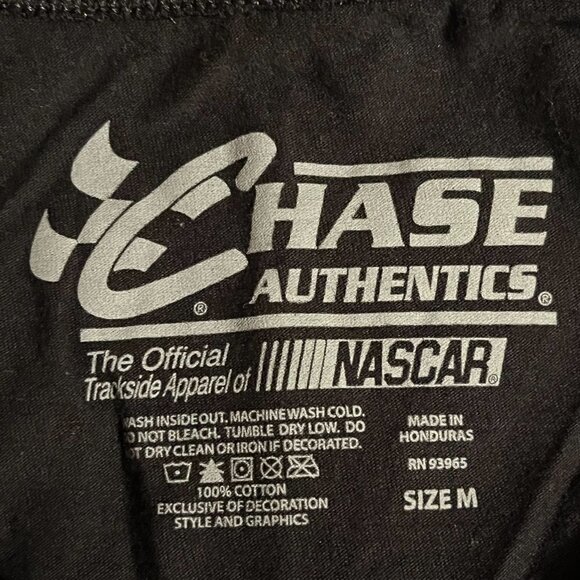 CHASE
AUTHENTICS®
The Official
Trackside Apparel of NASCAR®
WASH INSIDE OUT. MACHINE WASH COLD.
DO NOT BLEACH. TUMBLE DRY LOW. DO
NOT DRY CLEAN OR IRON IF DECORATED.
100% COTTON
EXCLUSIVE OF DECORATION
STYLE AND GRAPHICS
MADE IN
HONDURAS
RN 93965
SIZE M